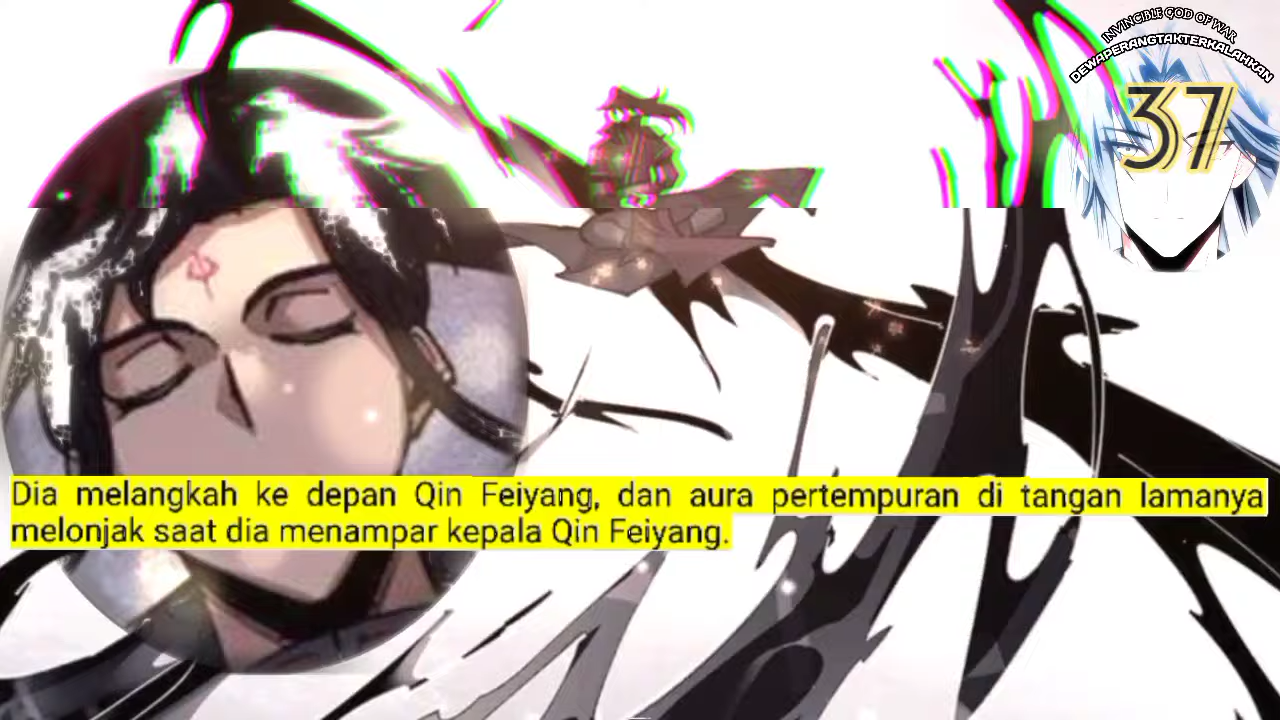 INVINCIBLE GOD OF WAR
DEWAPERANGTAKTERKALAHKAN
37
Dia melangkah ke depan Qin Feiyang, dan aura pertempuran di tangan lamanya
melonjak saat dia menampar kepala Qin Feiyang.